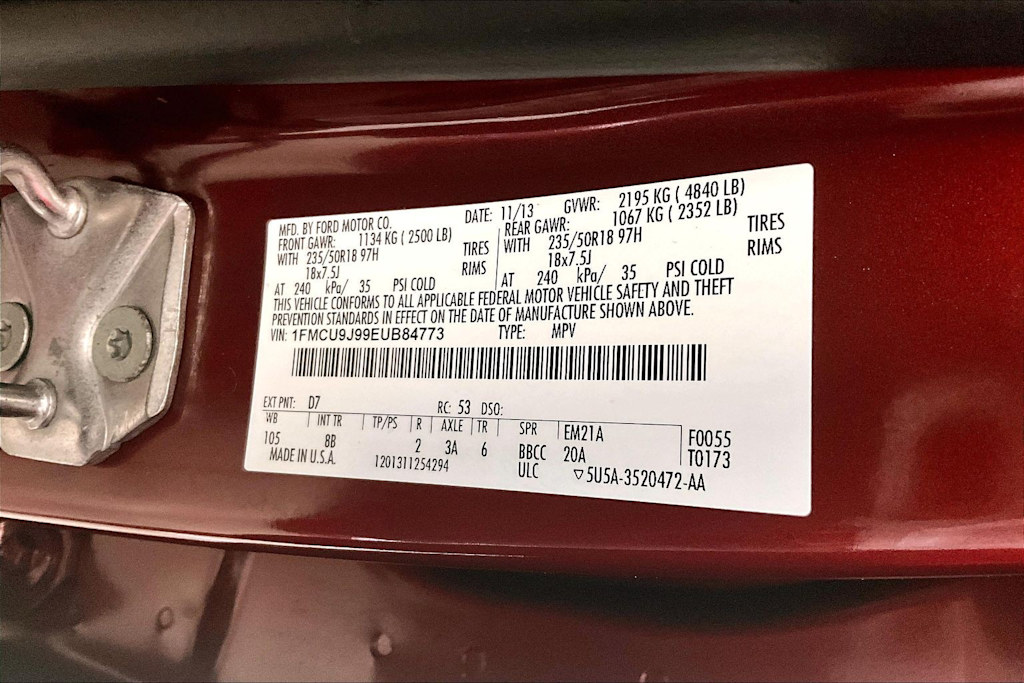 MFD. BY FORD MOTOR CO. DATE: 11/13 GVWR: 2195 KG ( 4840 LB)
FRONT GAWR: 1134 KG ( 2500 LB) REAR GAWR: 1067 KG ( 2352 LB)
WITH 235/50R18 97H TIRES WITH 235/50R18 97H TIRES
18x7.5J RIMS 18x7.5J RIMS
AT 240 kPa/ 35 PSI COLD AT 240 kPa/ 35 PSI COLD
THIS VEHICLE CONFORMS TO ALL APPLICABLE FEDERAL MOTOR VEHICLE SAFETY AND THEFT
PREVENTION STANDARDS IN EFFECT ON THE DATE OF MANUFACTURE SHOWN ABOVE.
VIN: 1FMCU9J99EUB84773 TYPE: MPV
EXT PNT: D7 RC: 53 DSO:
WB INT TR TP/PS R AXLE TR SPR EM21A F0055
105 8B 2 3A 6 BBCC 20A T0173
MADE IN U.S.A. 1201311254294 ULC ▽5U5A-3520472-AA